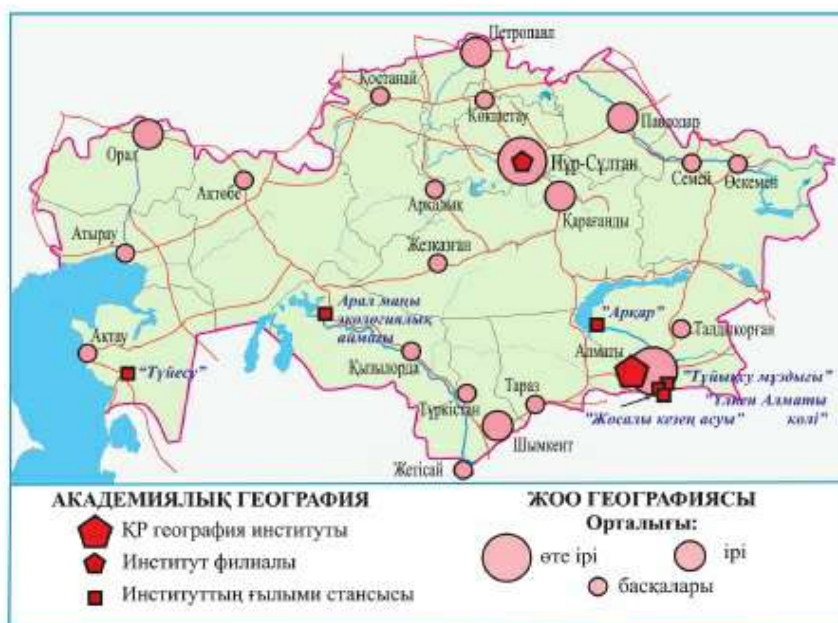 Петропавл
Қостанай
Көкшетау
Павлодар
Орал
Нұр-Сұлтан
Семей
Өскемен
Ақтөбе
Арқалық
Қарағанды
Атырау
Жезқазған
Арал маңы
экологиялық
аймағы
"Арқар"
Талдықорған
Ақтау
Алматы
"Түйесу"
Қызылорда
"Тұйықсу мұздығы"
Тараз
"Үлкен Алматы
көлі"
Түркістан
"Жосалы кезең асуы"
Шымкент
Жетісай
АКАДЕМИЯЛЫҚ ГЕОГРАФИЯ
ҚР география институты
Институт филиалы
Институттың ғылыми стансысы
ЖОО ГЕОГРАФИЯСЫ
Орталығы:
өте ірі
ірі
басқалары